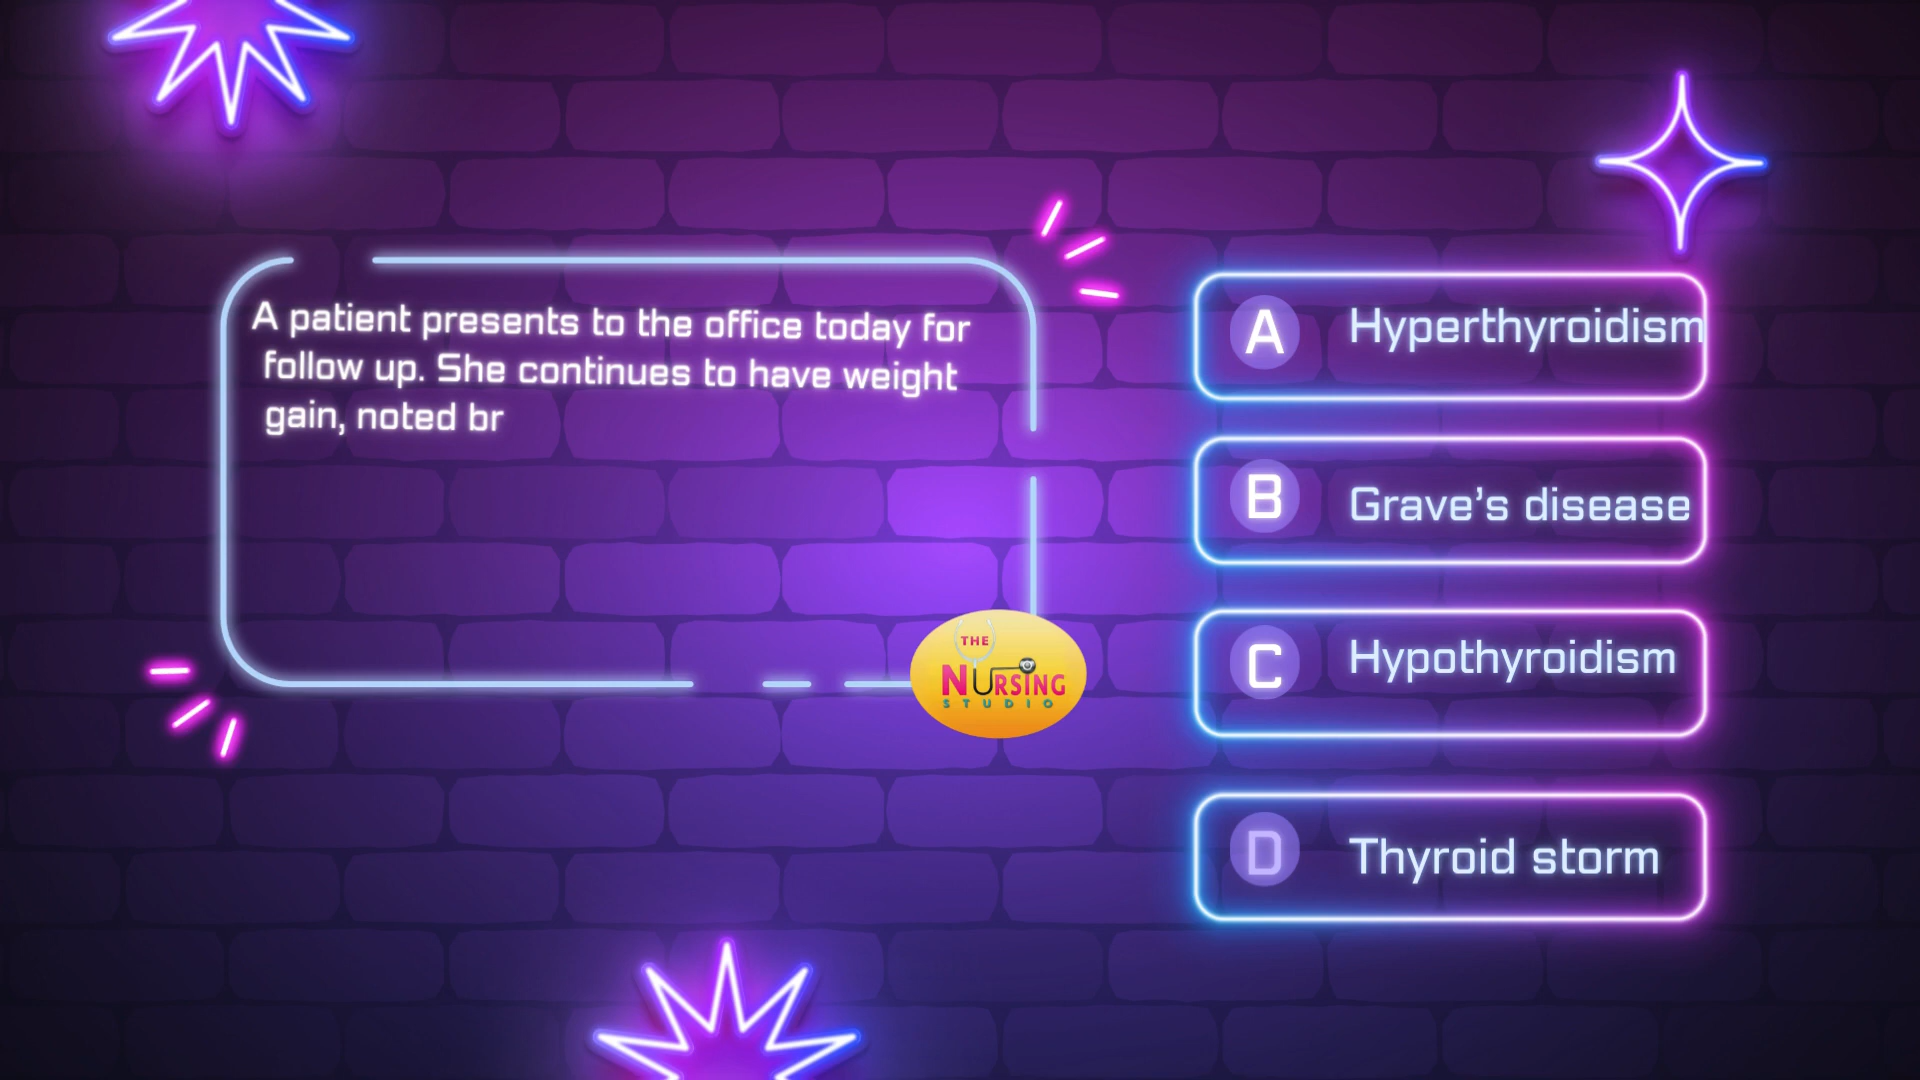 A patient presents to the office today for
follow up. She continues to have weight
gain, noted br
THE
NURSING
STUDIO
A
Hyperthyroidism
B
Grave's disease
C
Hypothyroidism
D
Thyroid storm